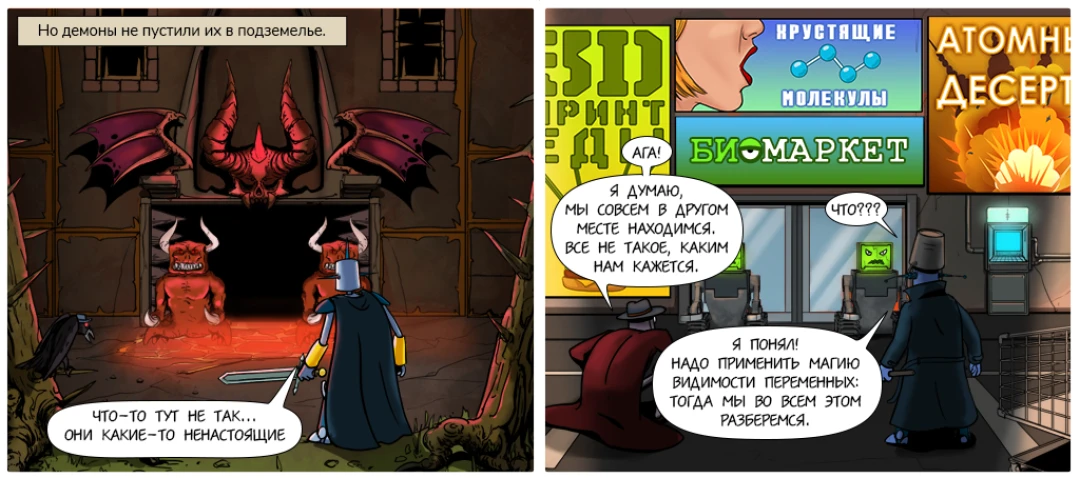 Но демоны не пустили их в подземелье.
ЧТО-ТО ТУТ НЕ ТАК...
ОНИ КАКИЕ-ТО НЕНАСТОЯЩИЕ
ХРУСТЯЩИЕ
МОЛЕКУЛЫ
АТОМНЫ
ДЕСЕРТ
ПРИНТ
ЕДЫ
БИОМАРКЕТ
АГА!
Я ДУМАЮ,
МЫ СОВСЕМ В ДРУГОМ
МЕСТЕ НАХОДИМСЯ.
ВСЕ НЕ ТАКОЕ, КАКИМ
НАМ КАЖЕТСЯ.
ЧТО???
Я ПОНЯЛ!
НАДО ПРИМЕНИТЬ МАГИЮ
ВИДИМОСТИ ПЕРЕМЕННЫХ:
ТОГДА МЫ ВО ВСЕМ ЭТОМ
РАЗБЕРЕМСЯ.